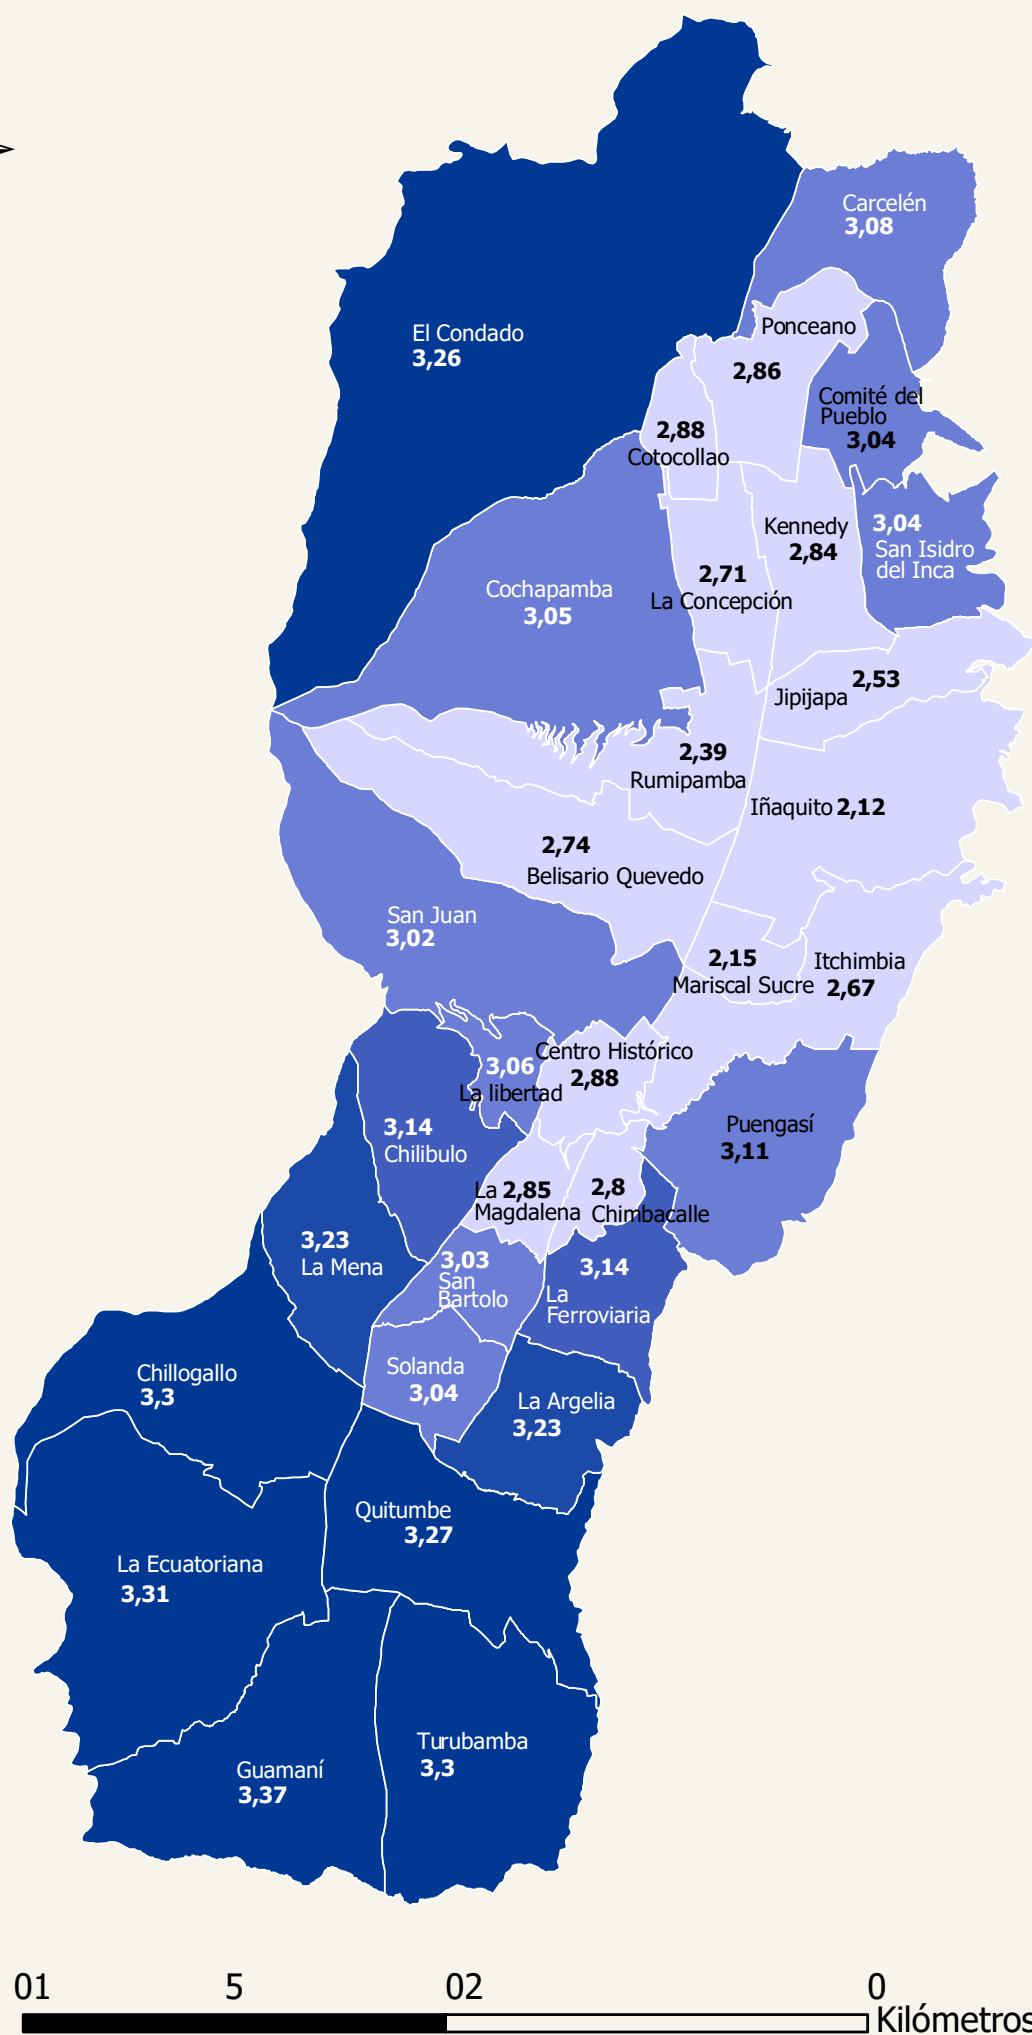 Carcelén
3,08
El Condado
3,26
Ponceano
2,86
Comité del
Pueblo
3,04
2,88
Cotocollao
Kennedy
2,84
3,04
San Isidro
del Inca
2,71
La Concepción
Cochapamba
3,05
2,53
Jipijapa
2,39
Rumipamba
Iñaquito 2,12
2,74
Belisario Quevedo
San Juan
3,02
2,15
Mariscal Sucre
Itchimbia
2,67
Centro Histórico
2,88
3,06
La libertad
3,14
Chilibulo
Puengasí
3,11
La 2,85
Magdalena
2,8
Chimbacalle
3,23
La Mena
3,03
San
Bartolo
3,14
La
Ferroviaria
Chillogallo
3,3
Solanda
3,04
La Argelia
3,23
Quitumbe
3,27
La Ecuatoriana
3,31
Turubamba
3,3
Guamaní
3,37
01 5 02 0
Kilómetros